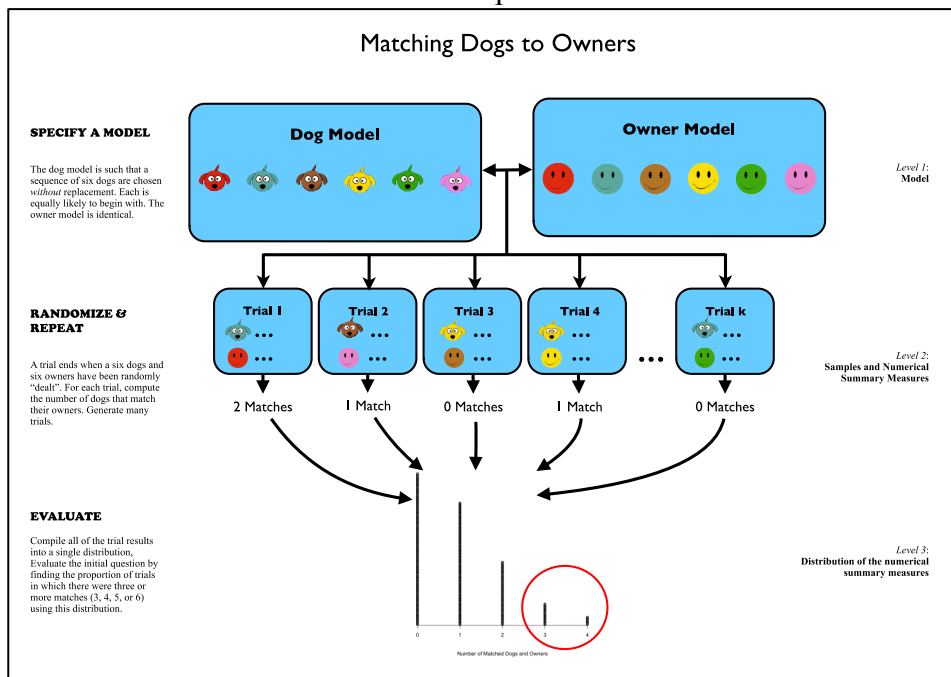 Matching Dogs to Owners
SPECIFY A MODEL
The dog model is such that a
sequence of six dogs are chosen
without replacement. Each is
equally likely to begin with. The
owner model is identical.
Dog Model
Owner Model
Level 1:
Model
RANDOMIZE &
REPEAT
A trial ends when a six dogs and
six owners have been randomly
“dealt”. For each trial, compute
the number of dogs that match
their owners. Generate many
trials.
Trial 1
...
...
Trial 2
...
...
Trial 3
...
...
Trial 4
...
...
...
Trial k
...
...
Level 2:
Samples and Numerical
Summary Measures
2 Matches
1 Match
0 Matches
1 Match
0 Matches
EVALUATE
Compile all of the trial results
into a single distribution,
Evaluate the initial question by
finding the proportion of trials
in which there were three or
more matches (3, 4, 5, or 6)
using this distribution.
Level 3:
Distribution of the numerical
summary measures
0 1 2 3 4
Number of Matched Dogs and Owners